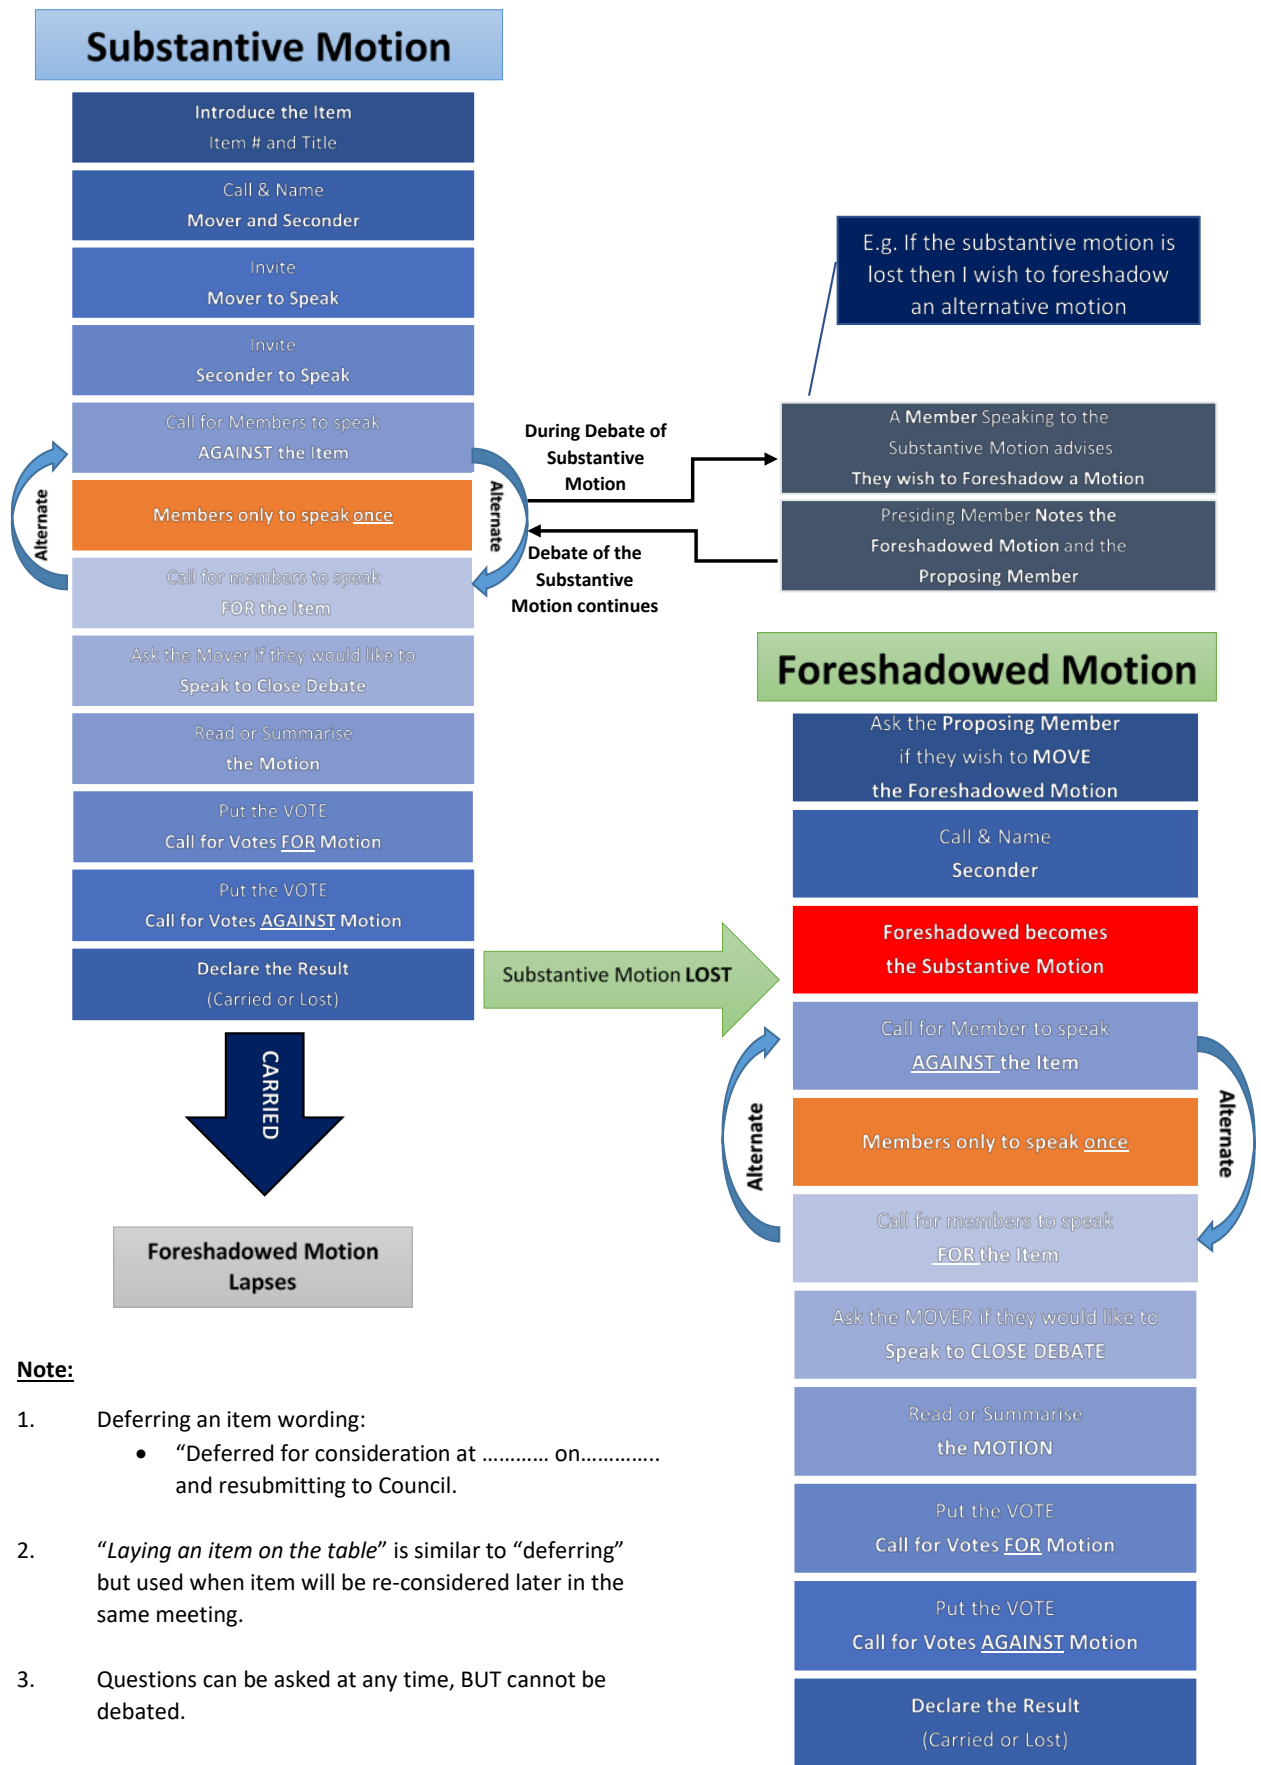 Substantive Motion
Introduce the Item
Item # and Title
Call & Name
Mover and Seconder
Invite
Mover to Speak
Invite
Seconder to Speak
Call for Members to speak
AGAINST the Item
Members only to speak once
Call for members to speak
FOR the Item
Alternate
Alternate
Ask the Mover if they would like to
Speak to Close Debate
Read or Summarise
the Motion
Put the VOTE
Call for Votes FOR Motion
Put the VOTE
Call for Votes AGAINST Motion
Declare the Result
(Carried or Lost)
CARRIED
Foreshadowed Motion
Lapses
During Debate of
Substantive
Motion
Debate of the
Substantive
Motion continues
E.g. If the substantive motion is
lost then I wish to foreshadow
an alternative motion
A Member Speaking to the
Substantive Motion advises
They wish to Foreshadow a Motion
Presiding Member Notes the
Foreshadowed Motion and the
Proposing Member
Substantive Motion LOST
Foreshadowed Motion
Ask the Proposing Member
if they wish to MOVE
the Foreshadowed Motion
Call & Name
Seconder
Foreshadowed becomes
the Substantive Motion
Call for Member to speak
AGAINST the Item
Members only to speak once
Call for members to speak
FOR the Item
Alternate
Alternate
Ask the MOVER if they would like to
Speak to CLOSE DEBATE
Read or Summarise
the MOTION
Put the VOTE
Call for Votes FOR Motion
Put the VOTE
Call for Votes AGAINST Motion
Declare the Result
(Carried or Lost)
Note:
1. Deferring an item wording:
• “Deferred for consideration at ………… on…………..
and resubmitting to Council.
2. “Laying an item on the table” is similar to “deferring”
but used when item will be re-considered later in the
same meeting.
3. Questions can be asked at any time, BUT cannot be
debated.